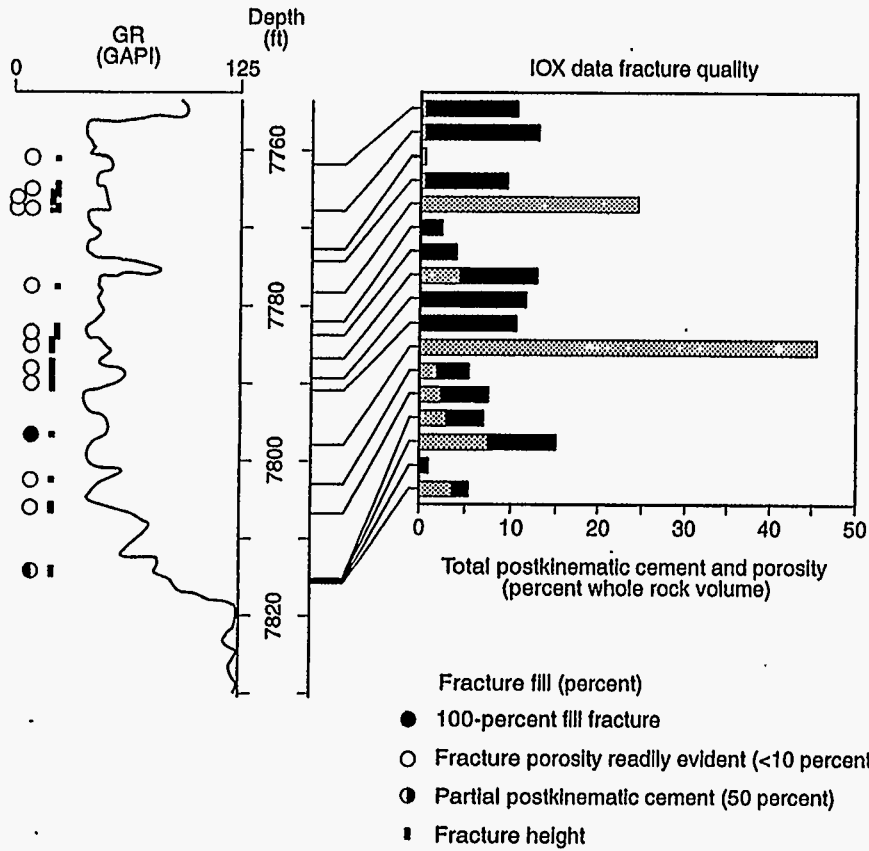 GR
(GAPI)
0 125
Depth
(ft)
7760
7780
7800
7820
IOX data fracture quality
0 10 20 30 40 50
Total postkinematic cement and porosity
(percent whole rock volume)
Fracture fill (percent)
100-percent fill fracture
Fracture porosity readily evident (<10 percent
Partial postkinematic cement (50 percent)
Fracture height